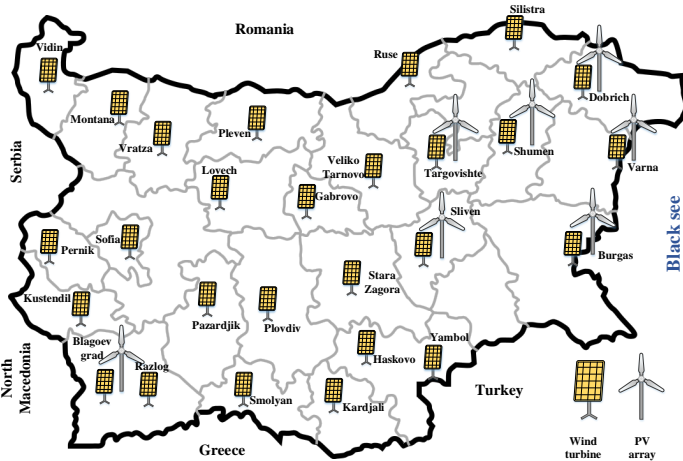 Silistra
Romania
Vidin
Ruse
Dobrich
Montana
Pleven
Vratza
Shumen
Varna
Veliko
Tarnovo
Targovishte
Lovech
Gabrovo
Serbia
Sliven
Sofia
Pernik
Burgas
Black see
Stara
Zagora
Kustendil
Pazardjik
Plovdiv
Blagoev
grad
Yambol
Haskovo
Razlog
North
Macedonia
Smolyan
Kardjali
Turkey
Greece
Wind
turbine
PV
array